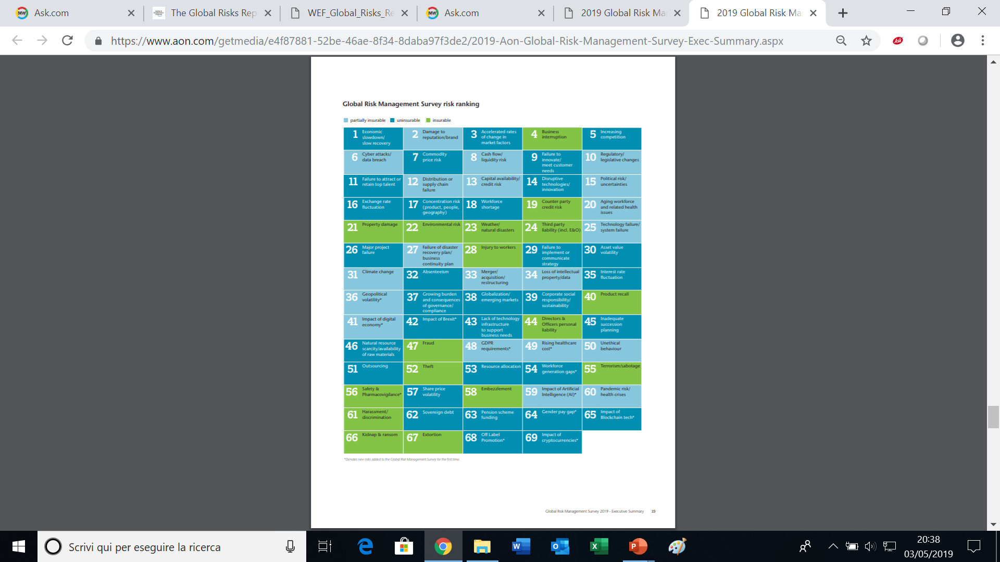 Ask.com
The Global Risks Rep
WEF_Global_Risks_Re
Ask.com
2019 Global Risk Ma
2019 Global Risk Ma
https://www.aon.com/getmedia/e4f87881-52be-46ae-8f34-8daba97f3de2/2019-Aon-Global-Risk-Management-Survey-Exec-Summary.aspx
Ask
Global Risk Management Survey risk ranking
partially insurable
uninsurable
insurable
1 Economic
slowdown/
slow recovery
2 Damage to
reputation/brand
3 Accelerated rates
of change in
market factors
4 Business
interruption
5 Increasing
competition
6 Cyber attacks/
data breach
7 Commodity
price risk
8 Cash flow/
liquidity risk
9 Failure to
innovate/
meet customer
needs
10 Regulatory/
legislative changes
11 Failure to attract or
retain top talent
12 Distribution or
supply chain
failure
13 Capital availability/
credit risk
14 Disruptive
technologies/
innovation
15 Political risk/
uncertainties
16 Exchange rate
fluctuation
17 Concentration risk
(product, people,
geography)
18 Workforce
shortage
19 Counter party
credit risk
20 Aging workforce
and related health
issues
21 Property damage
22 Environmental risk
23 Weather/
natural disasters
24 Third party
liability (incl. E&O)
25 Technology failure/
system failure
26 Major project
failure
27 Failure of disaster
recovery plan/
business
continuity plan
28 Injury to workers
29 Failure to
implement or
communicate
strategy
30 Asset value
volatility
31 Climate change
32 Absenteeism
33 Merger/
acquisition/
restructuring
34 Loss of intellectual
property/data
35 Interest rate
fluctuation
36 Geopolitical
volatility*
37 Growing burden
and consequences
of governance/
compliance
38 Globalization/
emerging markets
39 Corporate social
responsibility/
sustainability
40 Product recall
41 Impact of digital
economy*
42 Impact of Brexit*
43 Lack of technology
infrastructure
to support
business needs
44 Directors &
Officers personal
liability
45 Inadequate
succession
planning
46 Natural resource
scarcity/availability
of raw materials
47 Fraud
48 GDPR
requirements*
49 Rising healthcare
cost*
50 Unethical
behaviour
51 Outsourcing
52 Theft
53 Resource allocation
54 Workforce
generation gaps*
55 Terrorism/sabotage
56 Safety &
Pharmacovigilance*
57 Share price
volatility
58 Embezzlement
59 Impact of Artificial
Intelligence (AI)*
60 Pandemic risk/
health crises
61 Harassment/
discrimination
62 Sovereign debt
63 Pension scheme
funding
64 Gender pay gap*
65 Impact of
Blockchain tech*
66 Kidnap & ransom
67 Extortion
68 Off Label
Promotion*
69 Impact of
cryptocurrencies*
*Denotes new risks added to the Global Risk Management Survey for the first time.
Global Risk Management Survey 2019 - Executive Summary 15
Scrivi qui per eseguire la ricerca
20:38
03/05/2019